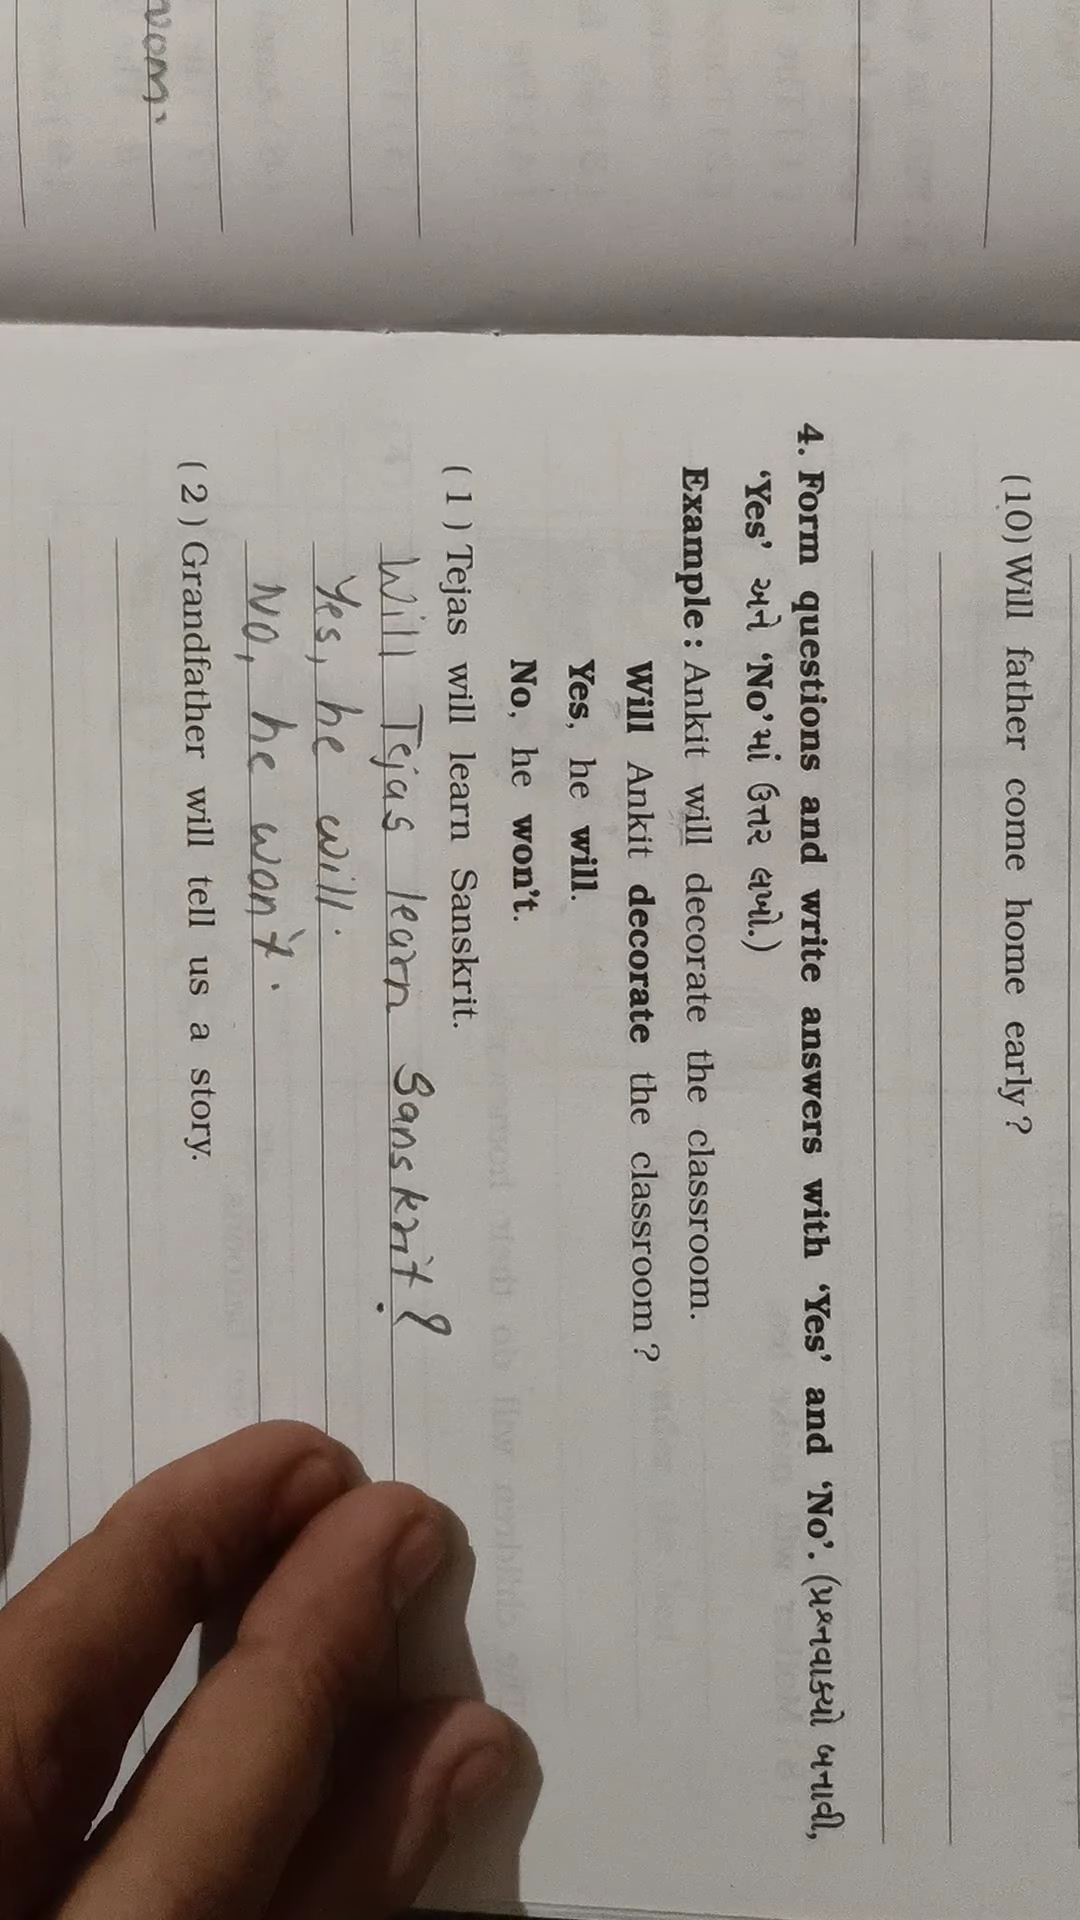 room.
(10) Will father come home early ?
4. Form questions and write answers with ‘Yes’ and ‘No’. (પ્રશ્નવાક્યો બનાવી,
‘Yes’ અને ‘No’માં ઉત્તર લખો.)
Example : Ankit will decorate the classroom.
Will Ankit decorate the classroom ?
Yes, he will.
No, he won’t.
( 1 ) Tejas will learn Sanskrit.
Will Tejas learn Sanskrit ?
Yes, he will.
No, he won't.
( 2 ) Grandfather will tell us a story.